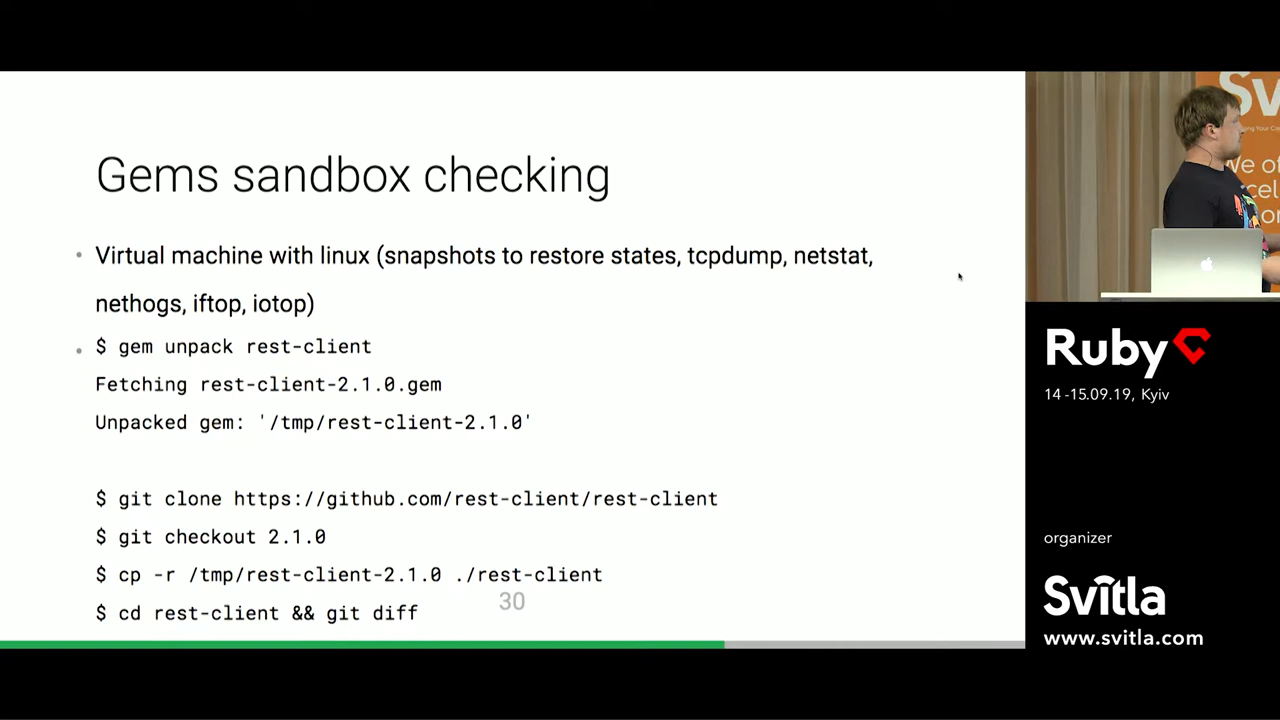 Gems sandbox checking
• Virtual machine with linux (snapshots to restore states, tcpdump, netstat,
nethogs, iftop, iotop)
• $ gem unpack rest-client
Fetching rest-client-2.1.0.gem
Unpacked gem: '/tmp/rest-client-2.1.0'
$ git clone https://github.com/rest-client/rest-client
$ git checkout 2.1.0
$ cp -r /tmp/rest-client-2.1.0 ./rest-client
$ cd rest-client && git diff
30
Sv
We of
Ruby
14 -15.09.19, Kyiv
organizer
Svitla
www.svitla.com